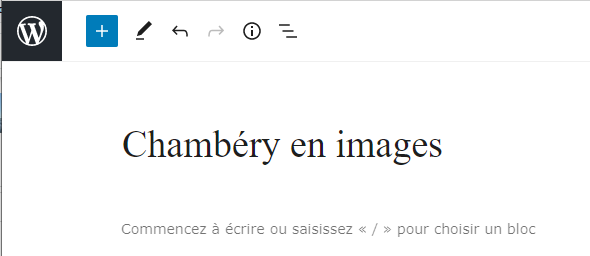 Chambéry en images
Commencez à écrire ou saisissez « / » pour choisir un bloc